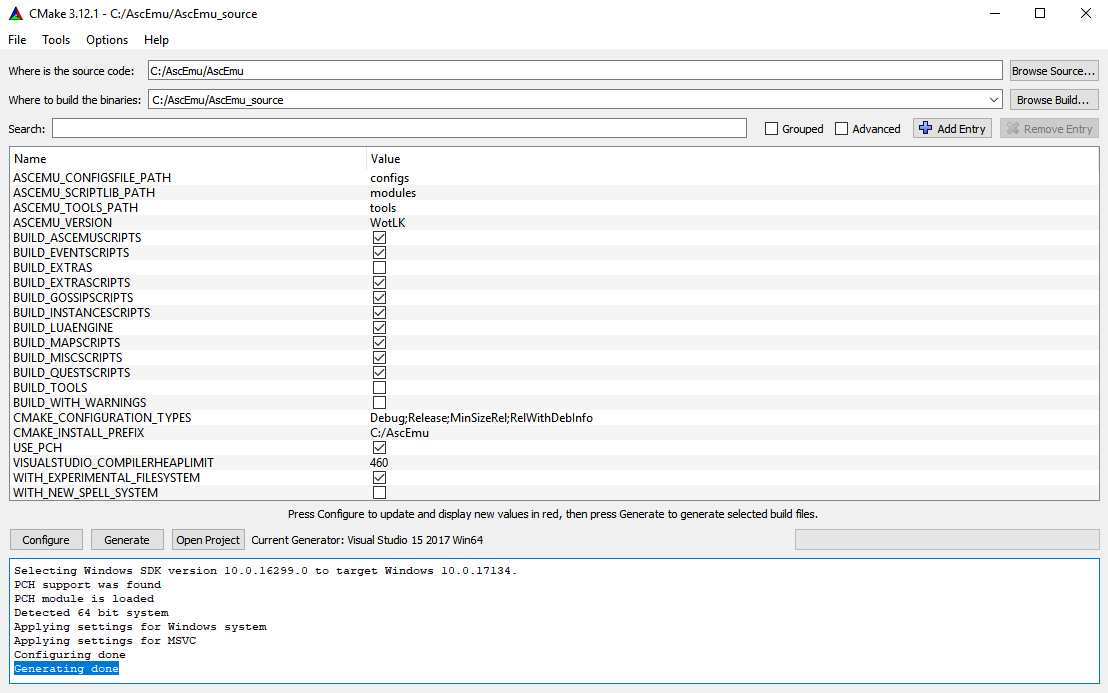 CMake 3.12.1 - C:/AscEmu/AscEmu_source
File Tools Options Help
Where is the source code: C:/AscEmu/AscEmu Browse Source...
Where to build the binaries: C:/AscEmu/AscEmu_source Browse Build...
Search: Grouped Advanced Add Entry Remove Entry
Name Value
ASCEMU_CONFIGSFILE_PATH configs
ASCEMU_SCRIPTLIB_PATH modules
ASCEMU_TOOLS_PATH tools
ASCEMU_VERSION WotLK
BUILD_ASCEMUSCRIPTS
BUILD_EVENTSCRIPTS
BUILD_EXTRAS
BUILD_EXTRASCRIPTS
BUILD_GOSSIPSCRIPTS
BUILD_INSTANCESCRIPTS
BUILD_LUAENGINE
BUILD_MAPSCRIPTS
BUILD_MISCSCRIPTS
BUILD_QUESTSCRIPTS
BUILD_TOOLS
BUILD_WITH_WARNINGS
CMAKE_CONFIGURATION_TYPES Debug;Release;MinSizeRel;RelWithDebInfo
CMAKE_INSTALL_PREFIX C:/AscEmu
USE_PCH
VISUALSTUDIO_COMPILERHEAPLIMIT 460
WITH_EXPERIMENTAL_FILESYSTEM
WITH_NEW_SPELL_SYSTEM
Press Configure to update and display new values in red, then press Generate to generate selected build files.
Configure Generate Open Project Current Generator: Visual Studio 15 2017 Win64
Selecting Windows SDK version 10.0.16299.0 to target Windows 10.0.17134.
PCH support was found
PCH module is loaded
Detected 64 bit system
Applying settings for Windows system
Applying settings for MSVC
Configuring done
Generating done